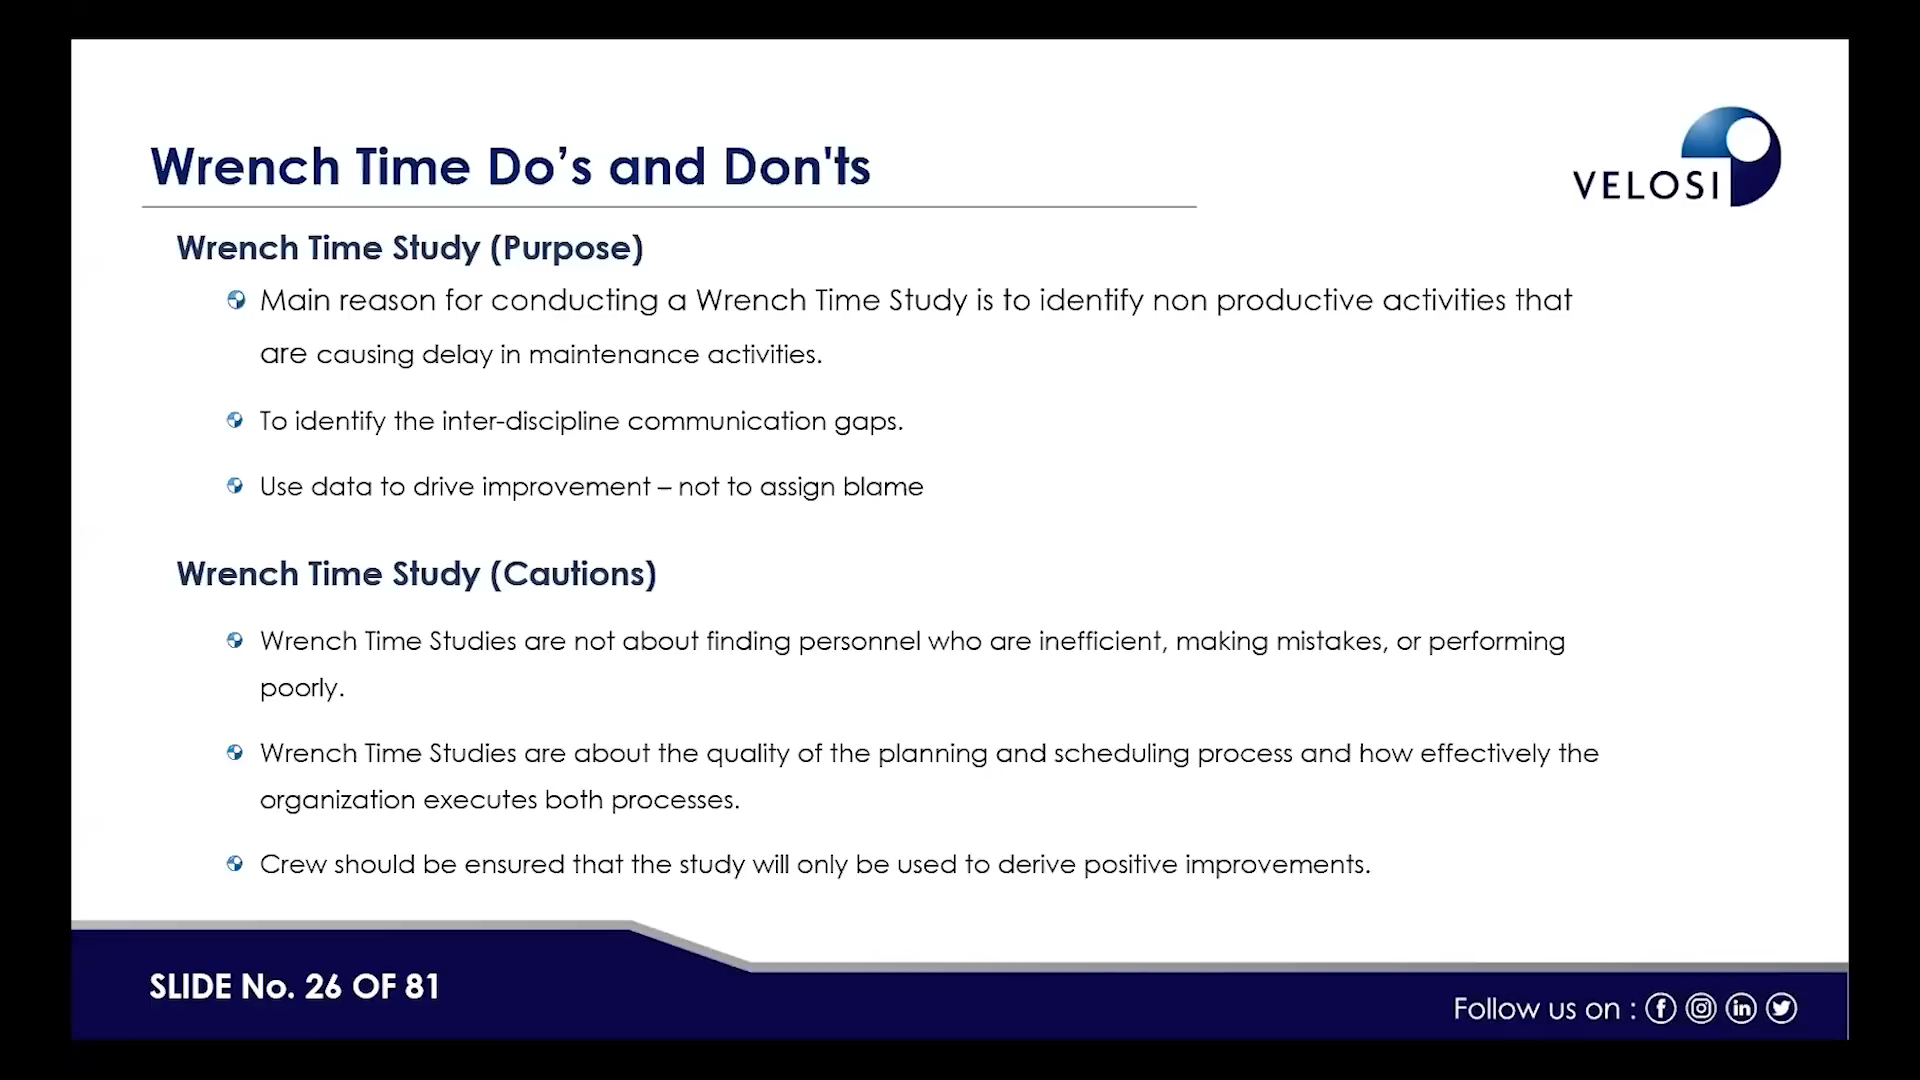 Wrench Time Do’s and Don'ts
VELOSI
Wrench Time Study (Purpose)
Main reason for conducting a Wrench Time Study is to identify non productive activities that
are causing delay in maintenance activities.
To identify the inter-discipline communication gaps.
Use data to drive improvement – not to assign blame
Wrench Time Study (Cautions)
Wrench Time Studies are not about finding personnel who are inefficient, making mistakes, or performing
poorly.
Wrench Time Studies are about the quality of the planning and scheduling process and how effectively the
organization executes both processes.
Crew should be ensured that the study will only be used to derive positive improvements.
SLIDE No. 26 OF 81
Follow us on :